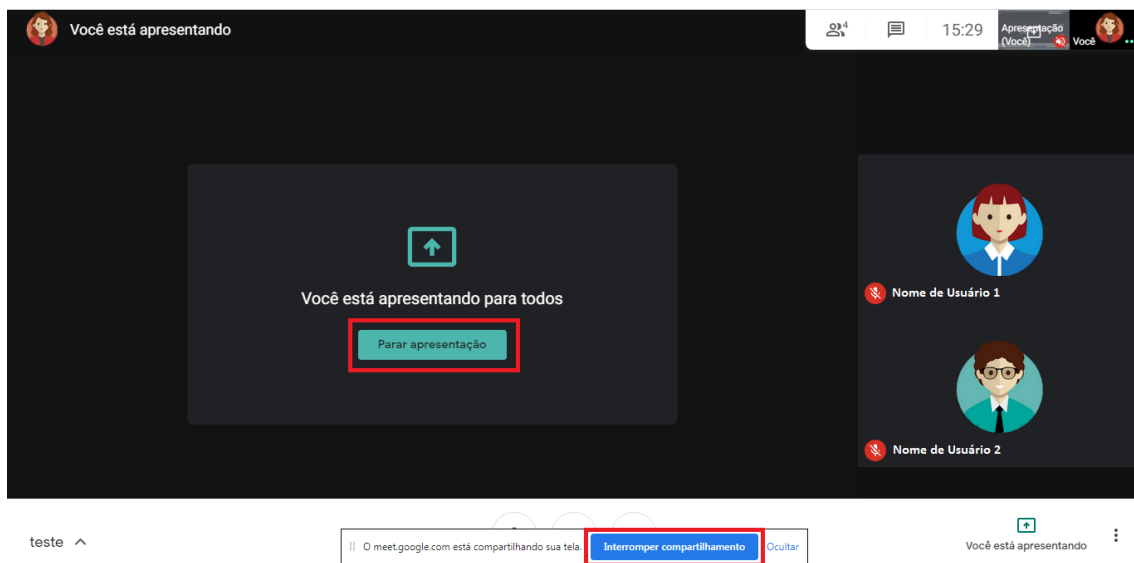 Você está apresentando
4
15:29
Apresentação
(Você)
Você
Você está apresentando para todos
Parar apresentação
Nome de Usuário 1
Nome de Usuário 2
teste
O meet.google.com está compartilhando sua tela.
Interromper compartilhamento
Ocultar
Você está apresentando